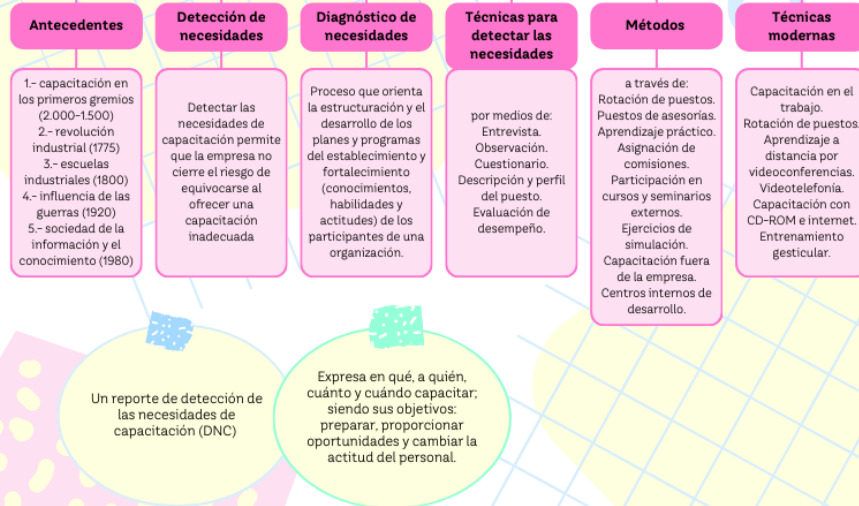 Antecedentes
1.- capacitación en
los primeros gremios
(2.000-1.500)
2.- revolución
industrial (1775)
3.- escuelas
industriales (1800)
4.- influencia de las
guerras (1920)
5.- sociedad de la
información y el
conocimiento (1980)
Detección de
necesidades
Detectar las
necesidades de
capacitación permite
que la empresa no
cierre el riesgo de
equivocarse al
ofrecer una
capacitación
inadecuada
Diagnóstico de
necesidades
Proceso que orienta
la estructuración y el
desarrollo de los
planes y programas
del establecimiento y
fortalecimiento
(conocimientos,
habilidades y
actitudes) de los
participantes de una
organización.
Técnicas para
detectar las
necesidades
por medios de:
Entrevista.
Observación.
Cuestionario.
Descripción y perfil
del puesto.
Evaluación de
desempeño.
Métodos
a través de:
Rotación de puestos.
Puestos de asesorías.
Aprendizaje práctico.
Asignación de
comisiones.
Participación en
cursos y seminarios
externos.
Ejercicios de
simulación.
Capacitación fuera
de la empresa.
Centros internos de
desarrollo.
Técnicas
modernas
Capacitación en el
trabajo.
Rotación de puestos.
Aprendizaje a
distancia por
videoconferencias.
Videotelefonía.
Capacitación con
CD-ROM e internet.
Entrenamiento
gesticular.
Un reporte de detección de
las necesidades de
capacitación (DNC)
Expresa en qué, a quién,
cuánto y cuándo capacitar;
siendo sus objetivos:
preparar, proporcionar
oportunidades y cambiar la
actitud del personal.